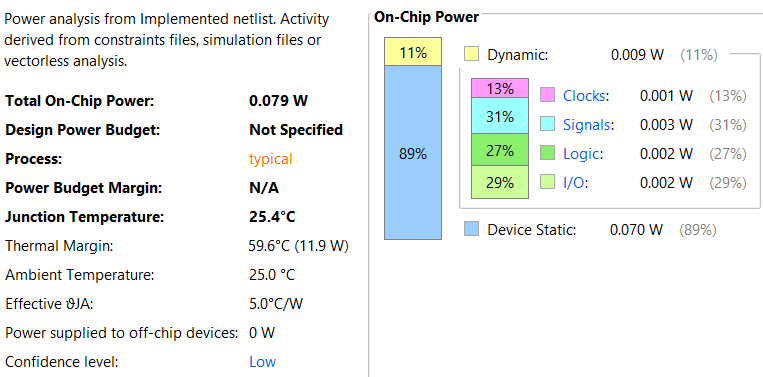 Power analysis from Implemented netlist. Activity
derived from constraints files, simulation files or
vectorless analysis.
Total On-Chip Power: 0.079 W
Design Power Budget: Not Specified
Process: typical
Power Budget Margin: N/A
Junction Temperature: 25.4°C
Thermal Margin: 59.6°C (11.9 W)
Ambient Temperature: 25.0 °C
Effective ϑJA: 5.0°C/W
Power supplied to off-chip devices: 0 W
Confidence level: Low
On-Chip Power
11%
89%
Dynamic: 0.009 W (11%)
13%
31%
27%
29%
Clocks: 0.001 W (13%)
Signals: 0.003 W (31%)
Logic: 0.002 W (27%)
I/O: 0.002 W (29%)
Device Static: 0.070 W (89%)